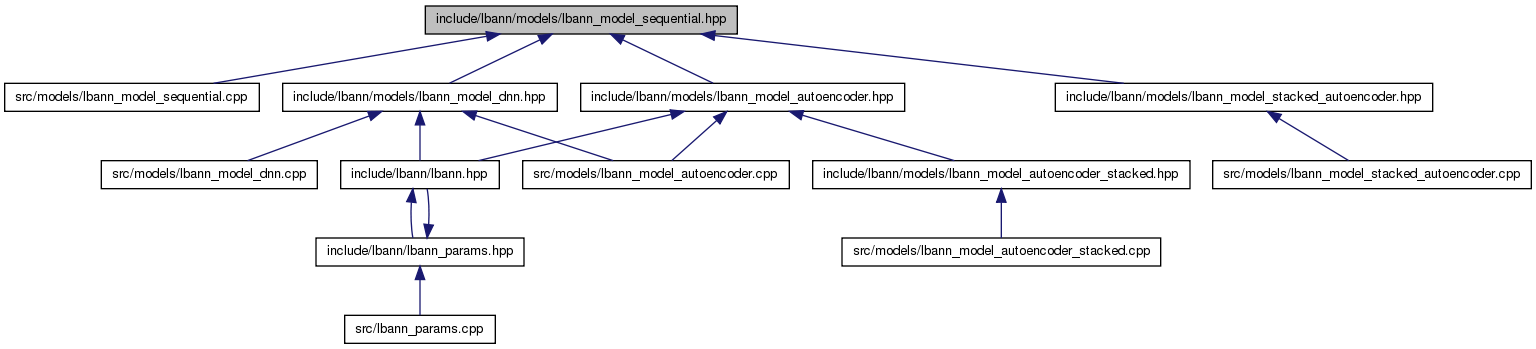 include/lbann/models/lbann_model_sequential.hpp
src/models/lbann_model_sequential.cpp
include/lbann/models/lbann_model_dnn.hpp
include/lbann/models/lbann_model_autoencoder.hpp
include/lbann/models/lbann_model_stacked_autoencoder.hpp
src/models/lbann_model_dnn.cpp
include/lbann/lbann.hpp
src/models/lbann_model_autoencoder.cpp
include/lbann/models/lbann_model_autoencoder_stacked.hpp
src/models/lbann_model_stacked_autoencoder.cpp
include/lbann/lbann_params.hpp
src/models/lbann_model_autoencoder_stacked.cpp
src/lbann_params.cpp